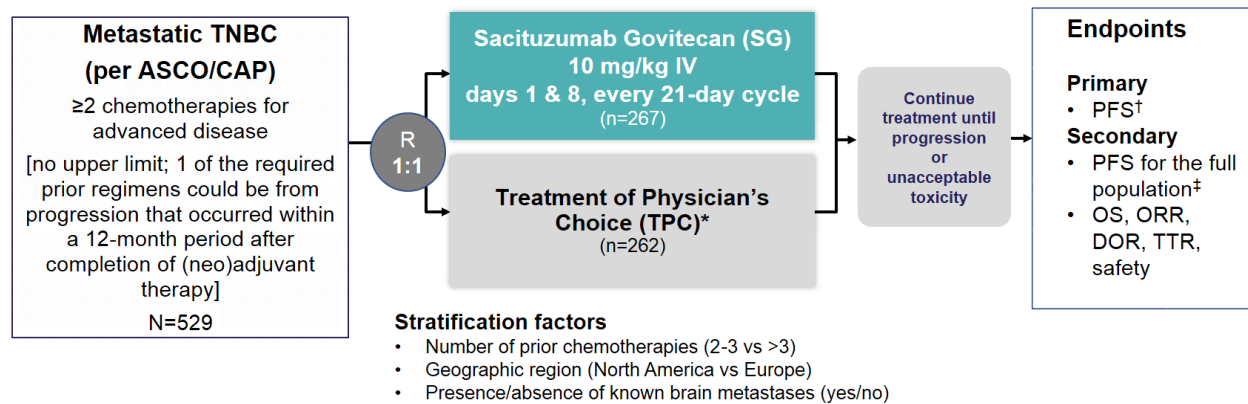 Metastatic TNBC
(per ASCO/CAP)
≥2 chemotherapies for
advanced disease
[no upper limit; 1 of the required
prior regimens could be from
progression that occurred within
a 12-month period after
completion of (neo)adjuvant
therapy]
N=529
R
1:1
Sacituzumab Govitecan (SG)
10 mg/kg IV
days 1 & 8, every 21-day cycle
(n=267)
Treatment of Physician's
Choice (TPC)*
(n=262)
Continue
treatment until
progression
or
unacceptable
toxicity
Endpoints
Primary
• PFS†
Secondary
• PFS for the full
population‡
• OS, ORR,
DOR, TTR,
safety
Stratification factors
• Number of prior chemotherapies (2-3 vs >3)
• Geographic region (North America vs Europe)
• Presence/absence of known brain metastases (yes/no)